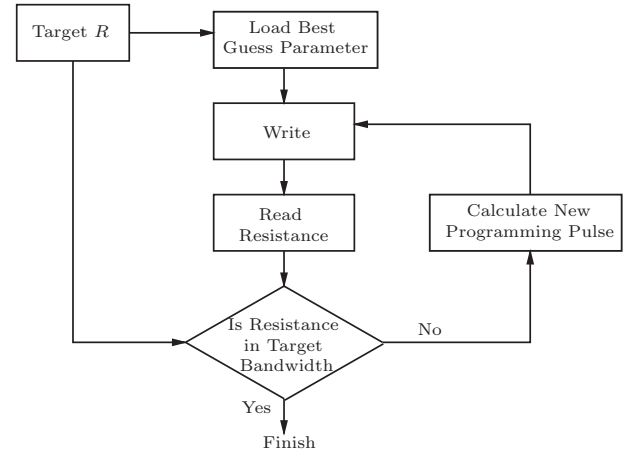 Target R
Load Best
Guess Parameter
Write
Read
Resistance
Calculate New
Programming Pulse
Is Resistance
in Target
Bandwidth
No
Yes
Finish